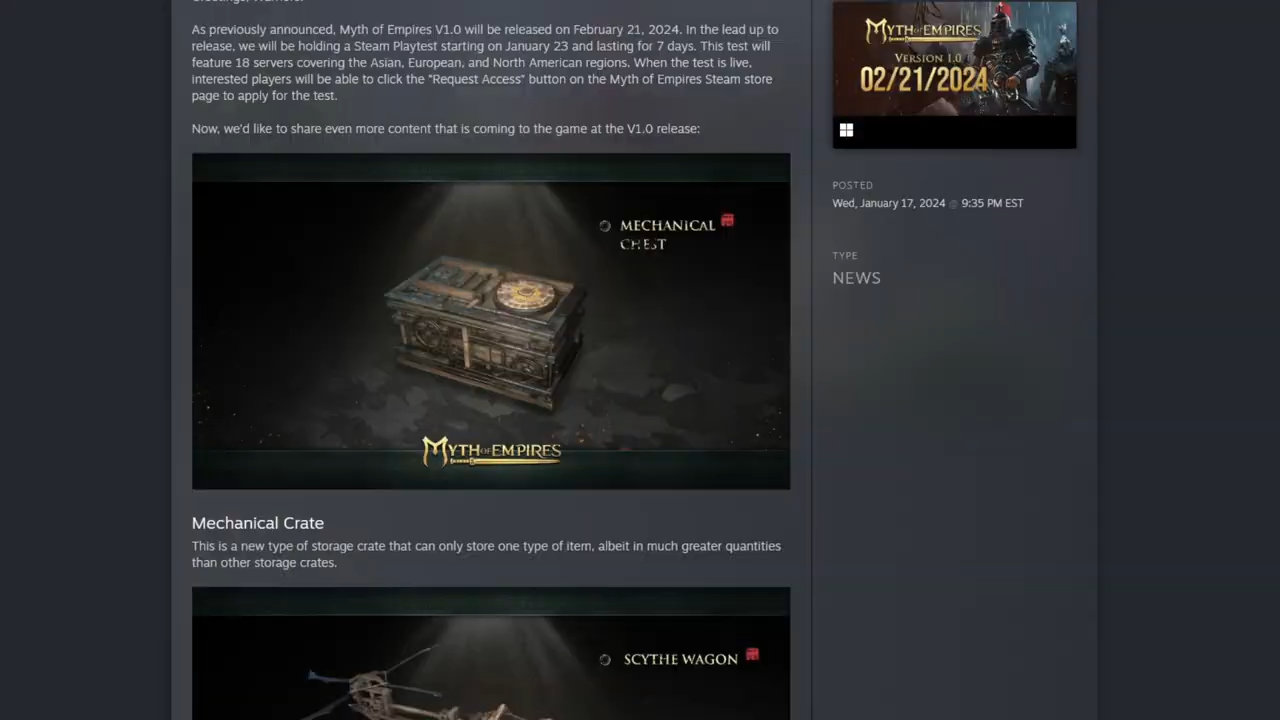 Greetings, Warriors!
As previously announced, Myth of Empires V1.0 will be released on February 21, 2024. In the lead up to
release, we will be holding a Steam Playtest starting on January 23 and lasting for 7 days. This test will
feature 18 servers covering the Asian, European, and North American regions. When the test is live,
interested players will be able to click the "Request Access" button on the Myth of Empires Steam store
page to apply for the test.
Now, we'd like to share even more content that is coming to the game at the V1.0 release:
MECHANICAL
CHEST
MYTH OF EMPIRES
Mechanical Crate
This is a new type of storage crate that can only store one type of item, albeit in much greater quantities
than other storage crates.
SCYTHE WAGON
MYTH OF EMPIRES
VERSION 1.0
02/21/2024
POSTED
Wed, January 17, 2024 @ 9:35 PM EST
TYPE
NEWS